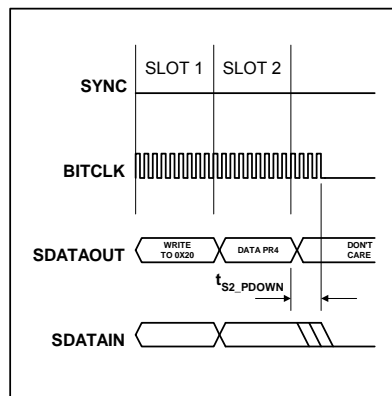 SLOT 1 SLOT 2
SYNC
BITCLK
SDATAOUT
WRITE
TO 0X20
DATA PR4
DON'T
CARE
tS2_PDOWN
SDATAIN